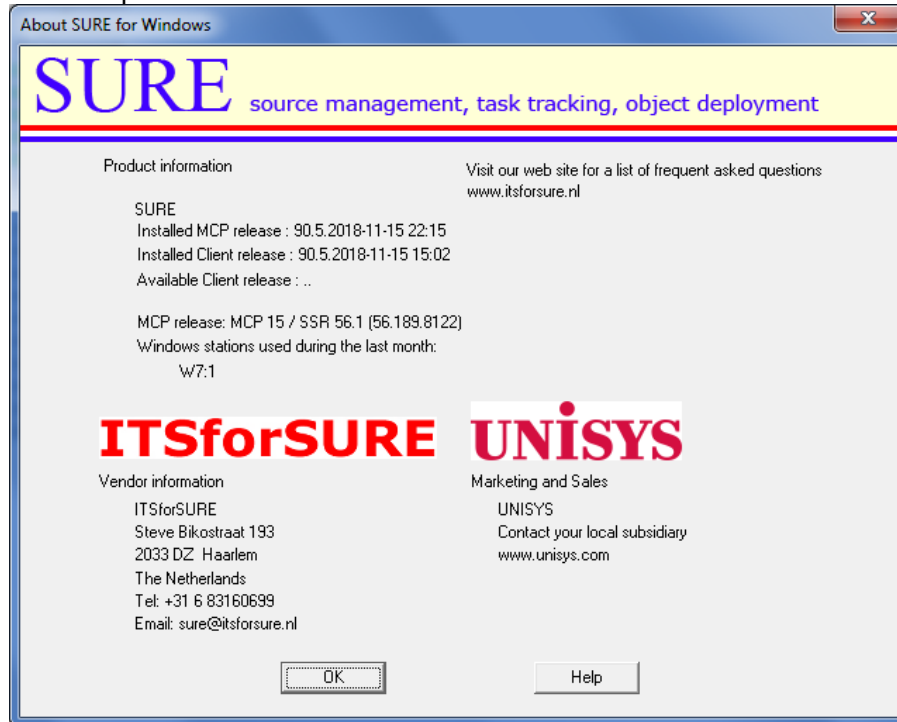 About SURE for Windows
SURE source management, task tracking, object deployment
Product information
Visit our web site for a list of frequent asked questions
www.itsforsure.nl
SURE
Installed MCP release : 90.5.2018-11-15 22:15
Installed Client release : 90.5.2018-11-15 15:02
Available Client release : ..
MCP release: MCP 15 / SSR 56.1 (56.189.8122)
Windows stations used during the last month:
W7:1
ITSforSURE
Vendor information
ITSforSURE
Steve Bikostraat 193
2033 DZ Haarlem
The Netherlands
Tel: +31 6 83160699
Email: sure@itsforsure.nl
UNISYS
Marketing and Sales
UNISYS
Contact your local subsidiary
www.unisys.com
OK
Help